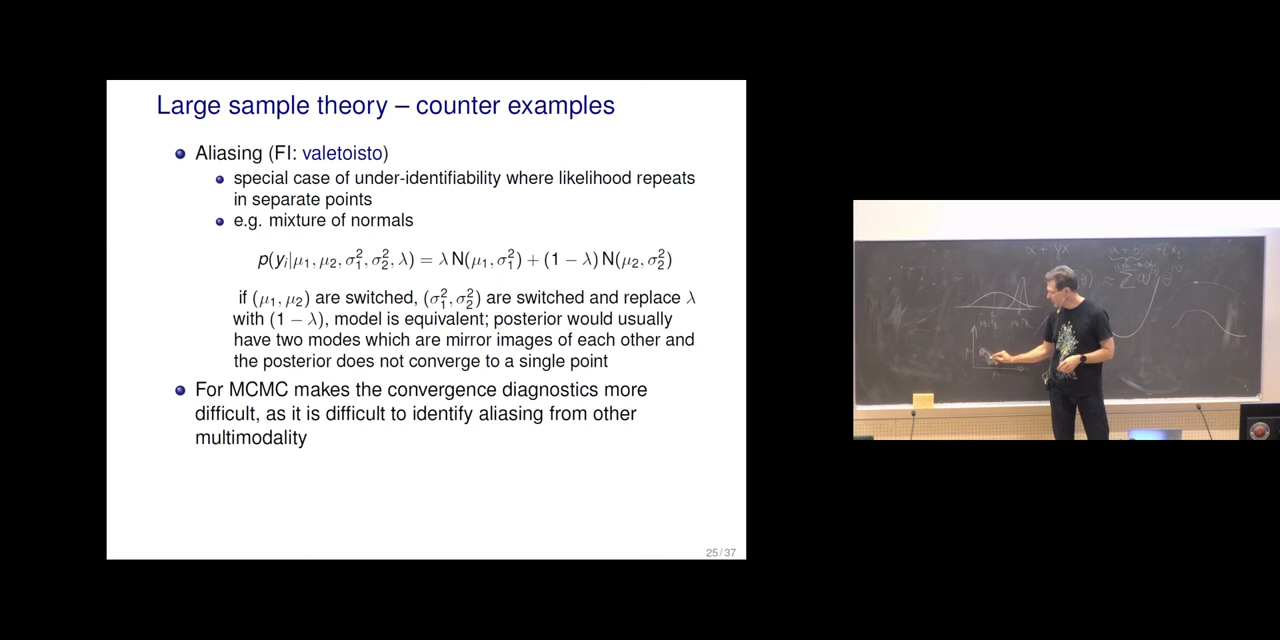 Large sample theory – counter examples
Aliasing (FI: valetoisto)
special case of under-identifiability where likelihood repeats
in separate points
e.g. mixture of normals
p(yᵢ|μ₁, μ₂, σ₁², σ₂², λ) = λ N(μ₁, σ₁²) + (1 − λ) N(μ₂, σ₂²)
if (μ₁, μ₂) are switched, (σ₁², σ₂²) are switched and replace λ
with (1 − λ), model is equivalent; posterior would usually
have two modes which are mirror images of each other and
the posterior does not converge to a single point
For MCMC makes the convergence diagnostics more
difficult, as it is difficult to identify aliasing from other
multimodality
25 / 37
α + γx